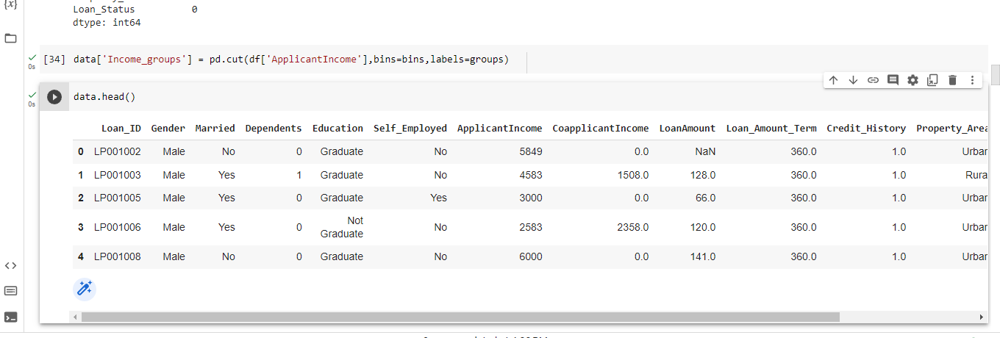 {x}
Loan_Status 0
dtype: int64
[34] data['Income_groups'] = pd.cut(df['ApplicantIncome'],bins=bins,labels=groups)
0s
data.head()
0s
Loan_ID Gender Married Dependents Education Self_Employed ApplicantIncome CoapplicantIncome LoanAmount Loan_Amount_Term Credit_History Property_Area
0 LP001002 Male No 0 Graduate No 5849 0.0 NaN 360.0 1.0 Urban
1 LP001003 Male Yes 1 Graduate No 4583 1508.0 128.0 360.0 1.0 Rura
2 LP001005 Male Yes 0 Graduate Yes 3000 0.0 66.0 360.0 1.0 Urban
3 LP001006 Male Yes 0 Not Graduate No 2583 2358.0 120.0 360.0 1.0 Urban
4 LP001008 Male No 0 Graduate No 6000 0.0 141.0 360.0 1.0 Urban